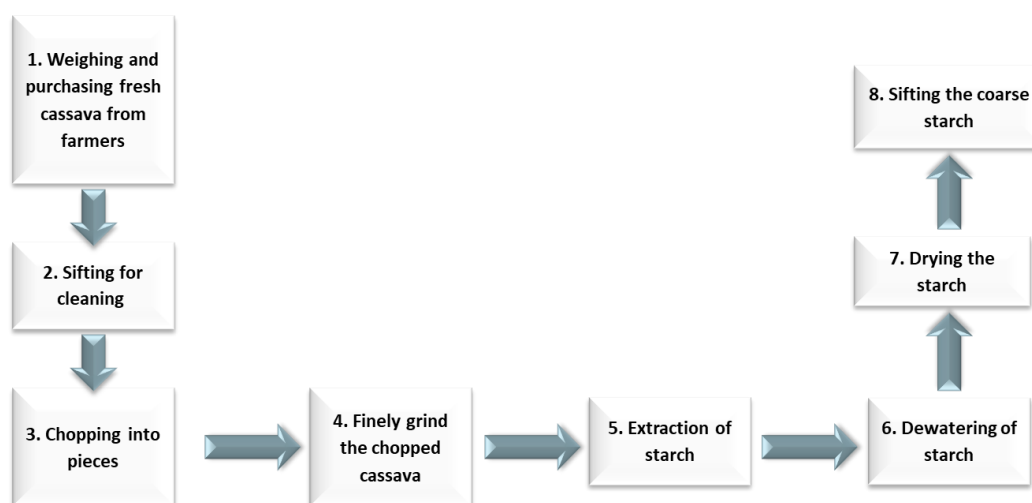 1. Weighing and
purchasing fresh
cassava from
farmers
2. Sifting for
cleaning
3. Chopping into
pieces
4. Finely grind
the chopped
cassava
5. Extraction of
starch
6. Dewatering of
starch
7. Drying the
starch
8. Sifting the coarse
starch